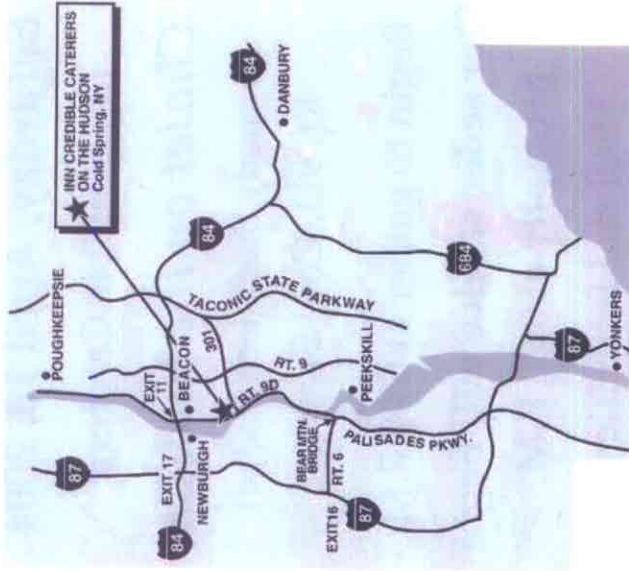 INN CREDIBLE CATERERS
ON THE HUDSON
Cold Spring, NY
POUGHKEEPSIE
87
EXIT 17
84
NEWBURGH
EXIT
11
BEACON
84
84
DANBURY
TACONIC STATE PARKWAY
301
RT. 9
RT. 9D
PEEKSKILL
BEAR MTN.
BRIDGE
RT. 6
EXIT16
87
PALISADES PKWY.
684
87
YONKERS